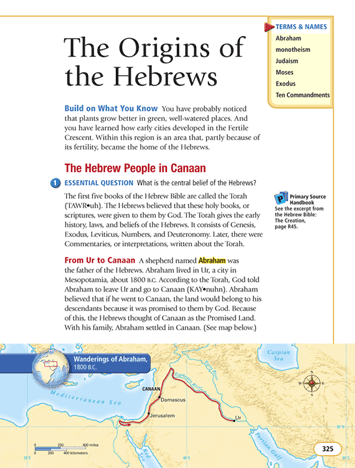 The Origins of
the Hebrews
TERMS & NAMES
Abraham
monotheism
Judaism
Moses
Exodus
Ten Commandments
Build on What You Know You have probably noticed
that plants grow better in green, well-watered places. And
you have learned how early cities developed in the Fertile
Crescent. Within this region is an area that, partly because of
its fertility, became the home of the Hebrews.
The Hebrew People in Canaan
1 ESSENTIAL QUESTION What is the central belief of the Hebrews?
The first five books of the Hebrew Bible are called the Torah
(TAWR•uh). The Hebrews believed that these holy books, or
scriptures, were given to them by God. The Torah gives the early
history, laws, and beliefs of the Hebrews. It consists of Genesis,
Exodus, Leviticus, Numbers, and Deuteronomy. Later, there were
Commentaries, or interpretations, written about the Torah.
Primary Source
Handbook
See the excerpt from
the Hebrew Bible:
The Creation,
page R45.
From Ur to Canaan A shepherd named Abraham was
the father of the Hebrews. Abraham lived in Ur, a city in
Mesopotamia, about 1800 B.C. According to the Torah, God told
Abraham to leave Ur and go to Canaan (KAY•nuhn). Abraham
believed that if he went to Canaan, the land would belong to his
descendants because it was promised to them by God. Because
of this, the Hebrews thought of Canaan as the Promised Land.
With his family, Abraham settled in Canaan. (See map below.)
Wanderings of Abraham,
1800 B.C.
Caspian
Sea
Mediterranean Sea
CANAAN
Damascus
Jerusalem
Ur
Persian Gulf
0 200 400 miles
0 200 400 kilometers
325